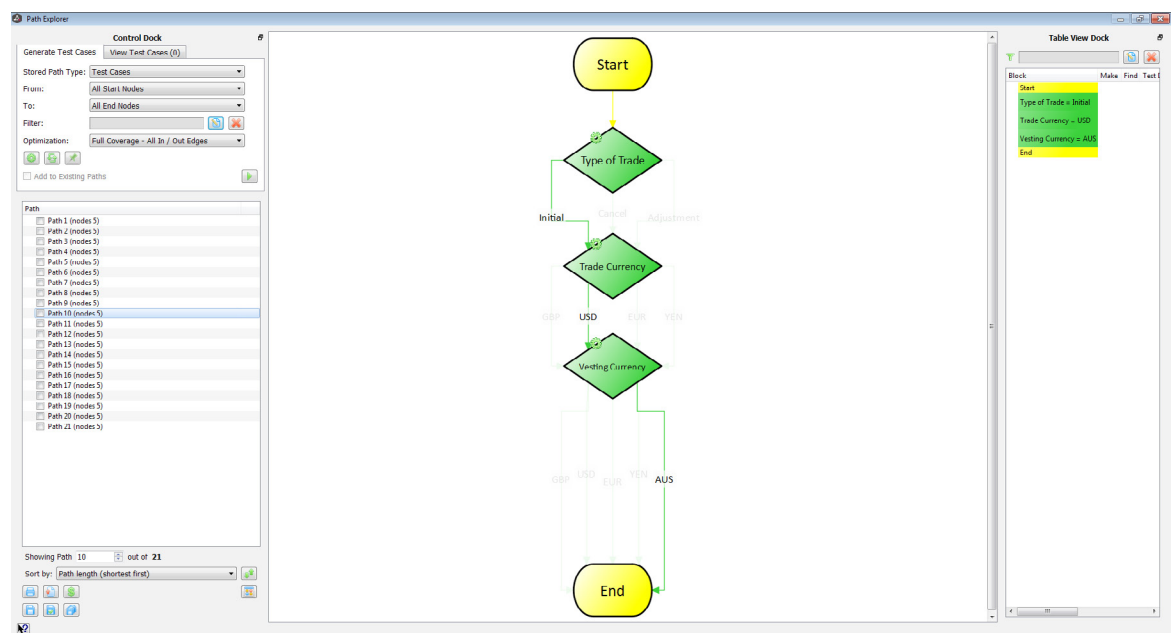 Path Explorer
Control Dock
Generate Test Cases
View Test Cases (0)
Stored Path Type:
Test Cases
From:
All Start Nodes
To:
All End Nodes
Filter:
Optimization:
Full Coverage - All In / Out Edges
Add to Existing Paths
Path
Path 1 (nodes 5)
Path 2 (nodes 5)
Path 3 (nodes 5)
Path 4 (nodes 5)
Path 5 (nodes 5)
Path 6 (nodes 5)
Path 7 (nodes 5)
Path 8 (nodes 5)
Path 9 (nodes 5)
Path 10 (nodes 5)
Path 11 (nodes 5)
Path 12 (nodes 5)
Path 13 (nodes 5)
Path 14 (nodes 5)
Path 15 (nodes 5)
Path 16 (nodes 5)
Path 17 (nodes 5)
Path 18 (nodes 5)
Path 19 (nodes 5)
Path 20 (nodes 5)
Path 21 (nodes 5)
Showing Path 10 out of 21
Sort by: Path length (shortest first)
Start
Type of Trade
Initial
Cancel
Adjustment
Trade Currency
GBP
USD
EUR
YEN
Vesting Currency
GBP
USD
EUR
YEN
AUS
End
Table View Dock
Block Make Find Test
Start
Type of Trade = Initial
Trade Currency = USD
Vesting Currency = AUS
End